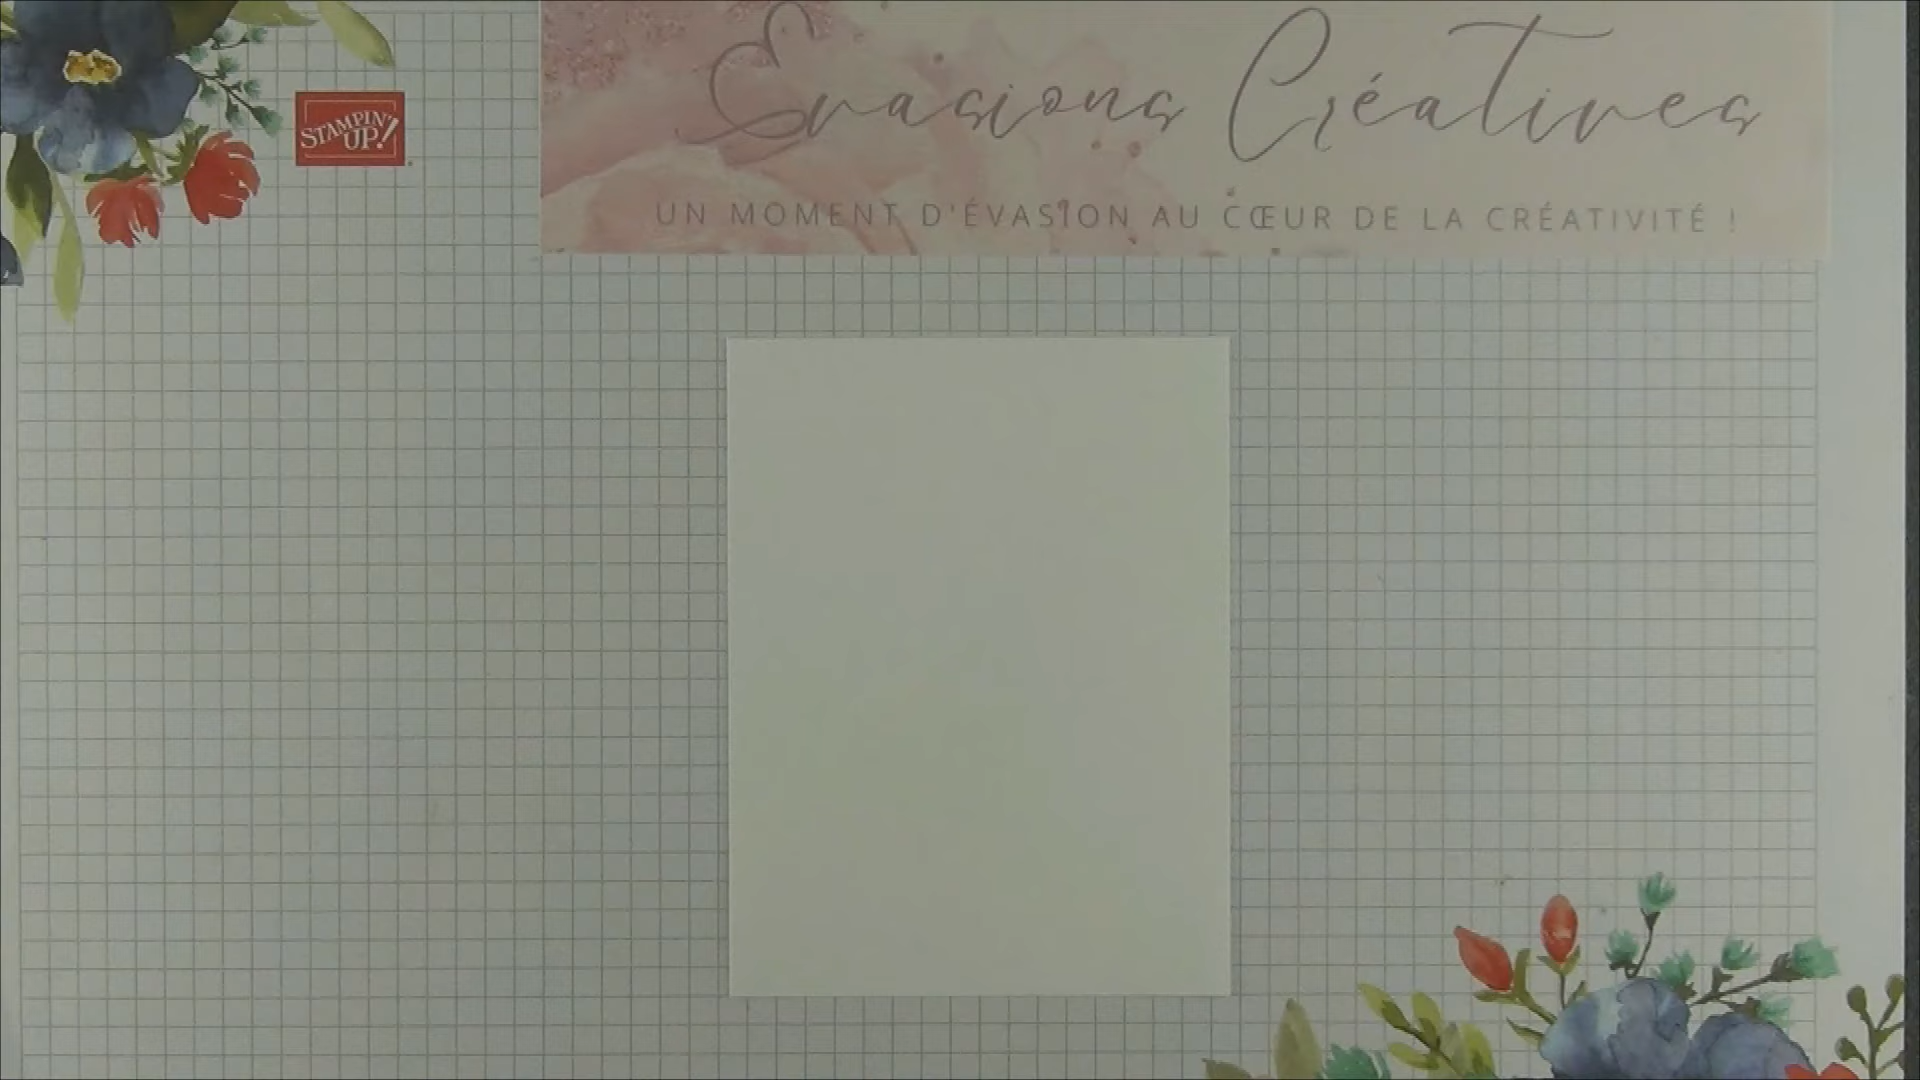 Evasions Créatives
UN MOMENT D'ÉVASION AU CŒUR DE LA CRÉATIVITÉ !
STAMPIN'
UP!